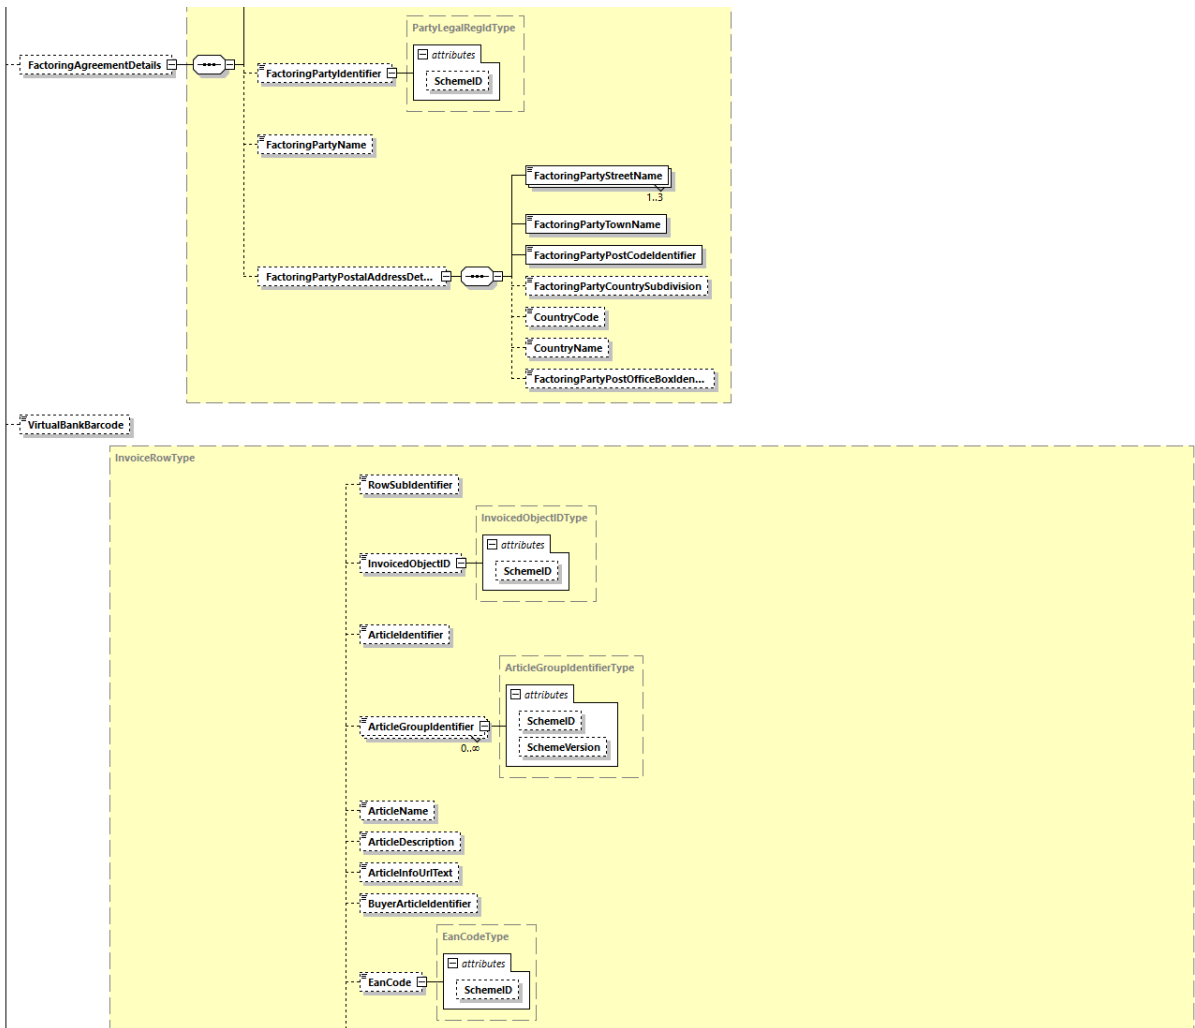 PartyLegalRegIdType
attributes
FactoringAgreementDetails
FactoringPartyIdentifier
SchemeID
FactoringPartyName
FactoringPartyStreetName
1..3
FactoringPartyTownName
FactoringPartyPostCodeIdentifier
FactoringPartyPostalAddressDet...
FactoringPartyCountrySubdivision
CountryCode
CountryName
FactoringPartyPostOfficeBoxIden...
VirtualBankBarcode
InvoiceRowType
RowSubIdentifier
InvoicedObjectIDType
attributes
InvoicedObjectID
SchemeID
ArticleIdentifier
ArticleGroupIdentifierType
attributes
SchemeID
ArticleGroupIdentifier
0..∞
SchemeVersion
ArticleName
ArticleDescription
ArticleInfoUrlText
BuyerArticleIdentifier
EanCodeType
attributes
EanCode
SchemeID